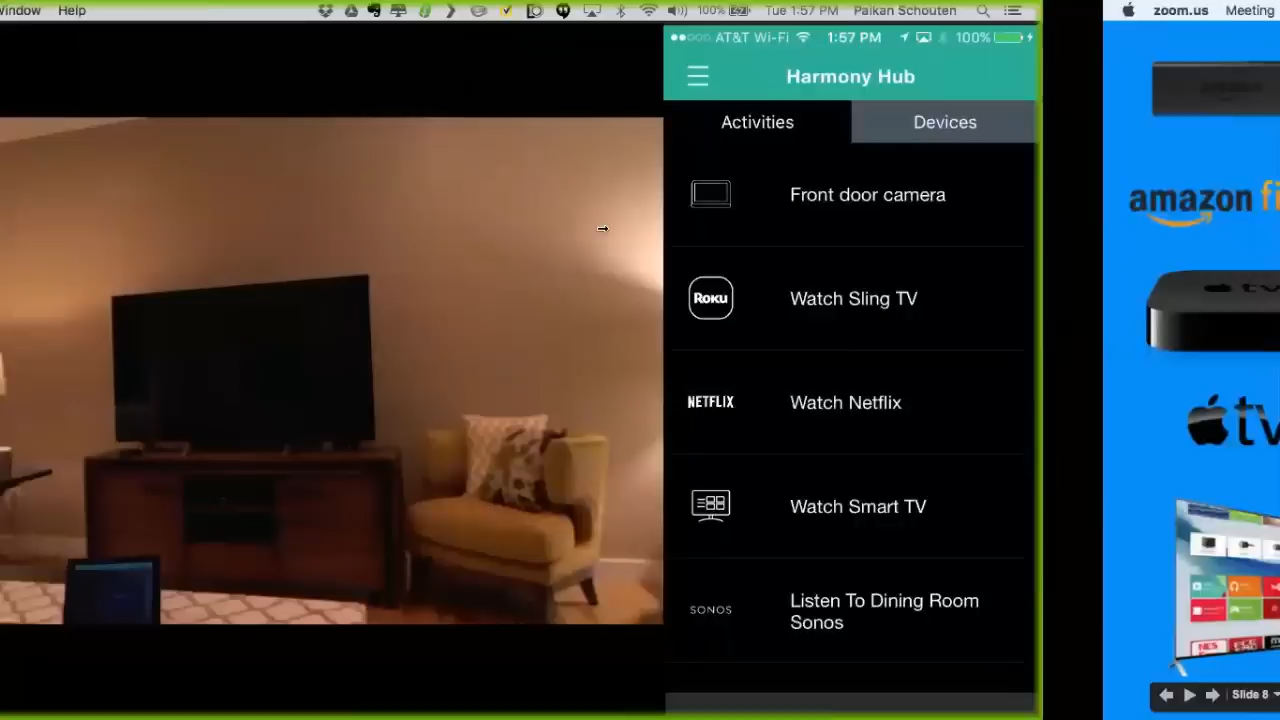 Window Help
100% Tue 1:57 PM Paikan Schouten
zoom.us Meeting
AT&T Wi-Fi 1:57 PM 100%
Harmony Hub
Activities Devices
Front door camera
Roku Watch Sling TV
NETFLIX Watch Netflix
Watch Smart TV
SONOS Listen To Dining Room
Sonos
amazon fi
tv
tv
Slide 8